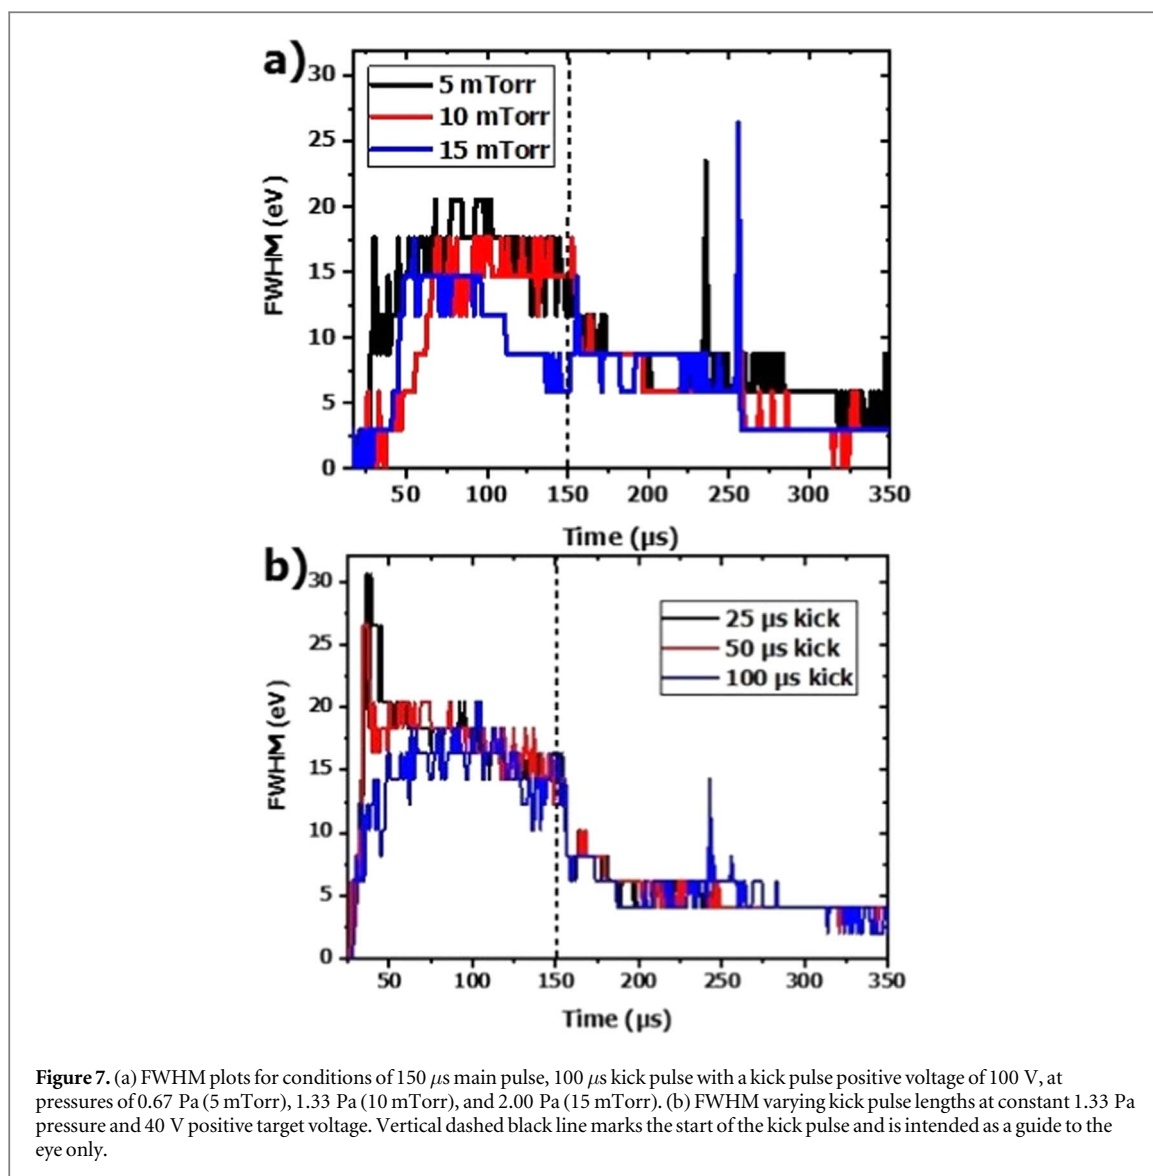 a)
30
25
20
15
10
5
0
FWHM (eV)
5 mTorr
10 mTorr
15 mTorr
50 100 150 200 250 300 350
Time (µs)
b)
30
25
20
15
10
5
0
FWHM (eV)
25 µs kick
50 µs kick
100 µs kick
50 100 150 200 250 300 350
Time (µs)
Figure 7. (a) FWHM plots for conditions of 150 µs main pulse, 100 µs kick pulse with a kick pulse positive voltage of 100 V, at
pressures of 0.67 Pa (5 mTorr), 1.33 Pa (10 mTorr), and 2.00 Pa (15 mTorr). (b) FWHM varying kick pulse lengths at constant 1.33 Pa
pressure and 40 V positive target voltage. Vertical dashed black line marks the start of the kick pulse and is intended as a guide to the
eye only.